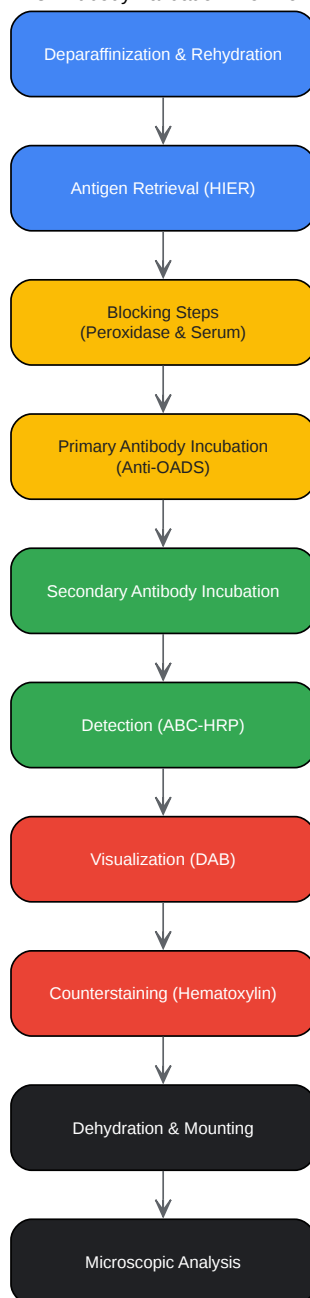 Deparaffinization & Rehydration
Antigen Retrieval (HIER)
Blocking Steps
(Peroxidase & Serum)
Primary Antibody Incubation
(Anti-OADS)
Secondary Antibody Incubation
Detection (ABC-HRP)
Visualization (DAB)
Counterstaining (Hematoxylin)
Dehydration & Mounting
Microscopic Analysis